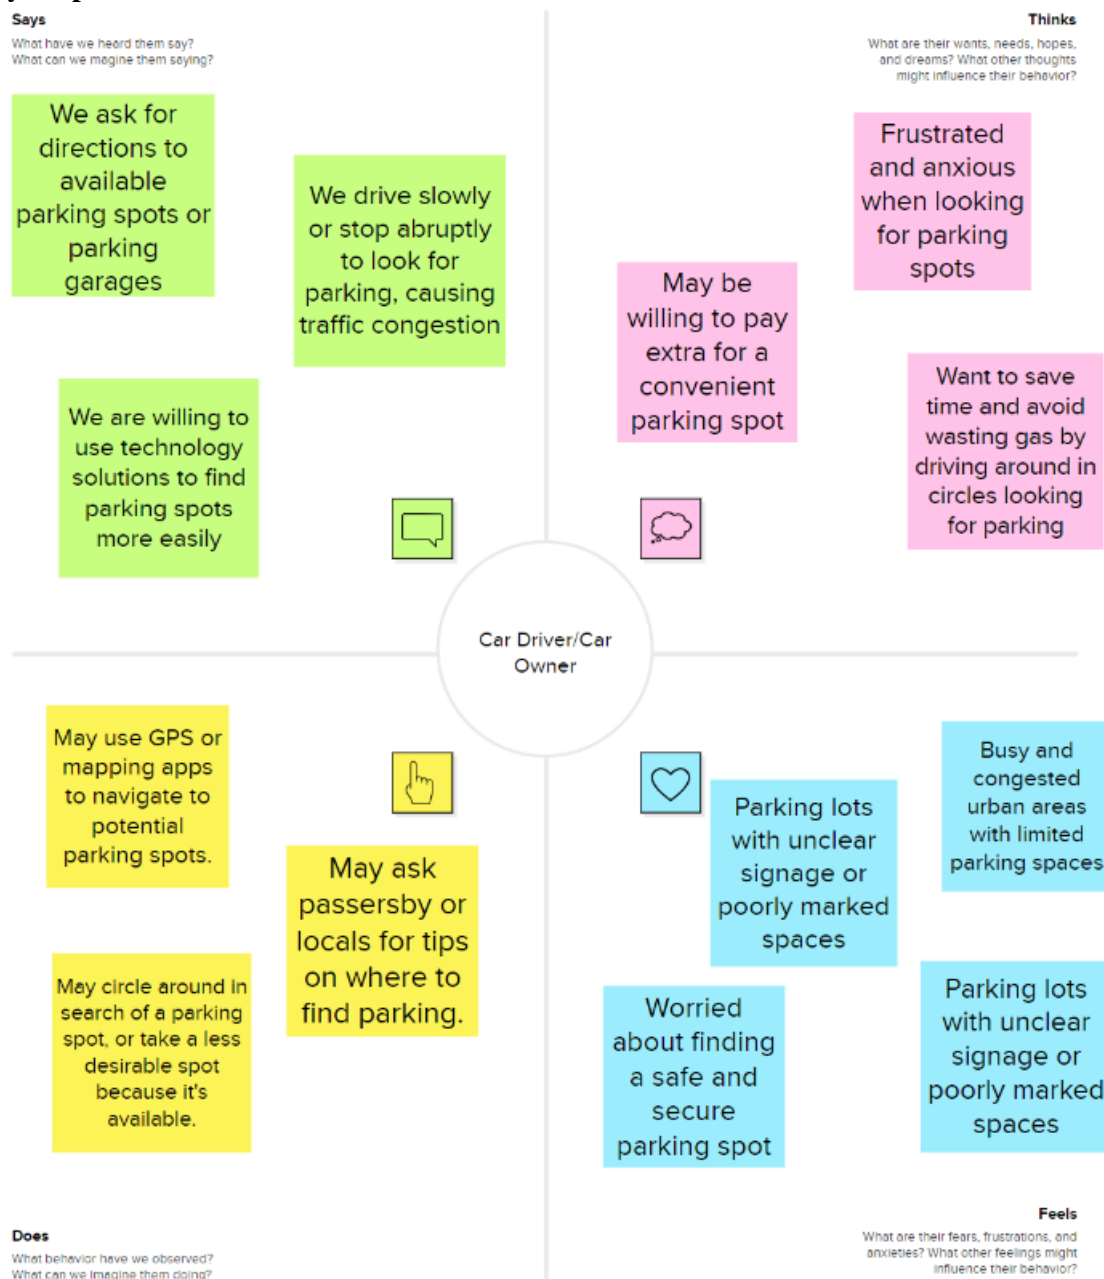 Says
What have we heard them say?
What can we magine them saying?
We ask for
directions to
available
parking spots or
parking
garages
We drive slowly
or stop abruptly
to look for
parking, causing
traffic congestion
We are willing to
use technology
solutions to find
parking spots
more easily
Thinks
What are their wants, needs, hopes,
and dreams? What other thoughts
might influence their behavior?
Frustrated
and anxious
when looking
for parking
spots
May be
willing to pay
extra for a
convenient
parking spot
Want to save
time and avoid
wasting gas by
driving around in
circles looking
for parking
Car Driver/Car
Owner
May use GPS or
mapping apps
to navigate to
potential
parking spots.
May ask
passersby or
locals for tips
on where to
find parking.
May circle around in
search of a parking
spot, or take a less
desirable spot
because it's
available.
Does
What behavior have we observed?
What can we imagine them doing?
Busy and
congested
urban areas
with limited
parking spaces
Parking lots
with unclear
signage or
poorly marked
spaces
Worried
about finding
a safe and
secure
parking spot
Parking lots
with unclear
signage or
poorly marked
spaces
Feels
What are their fears, frustrations, and
anxieties? What other feelings might
influence their behavior?